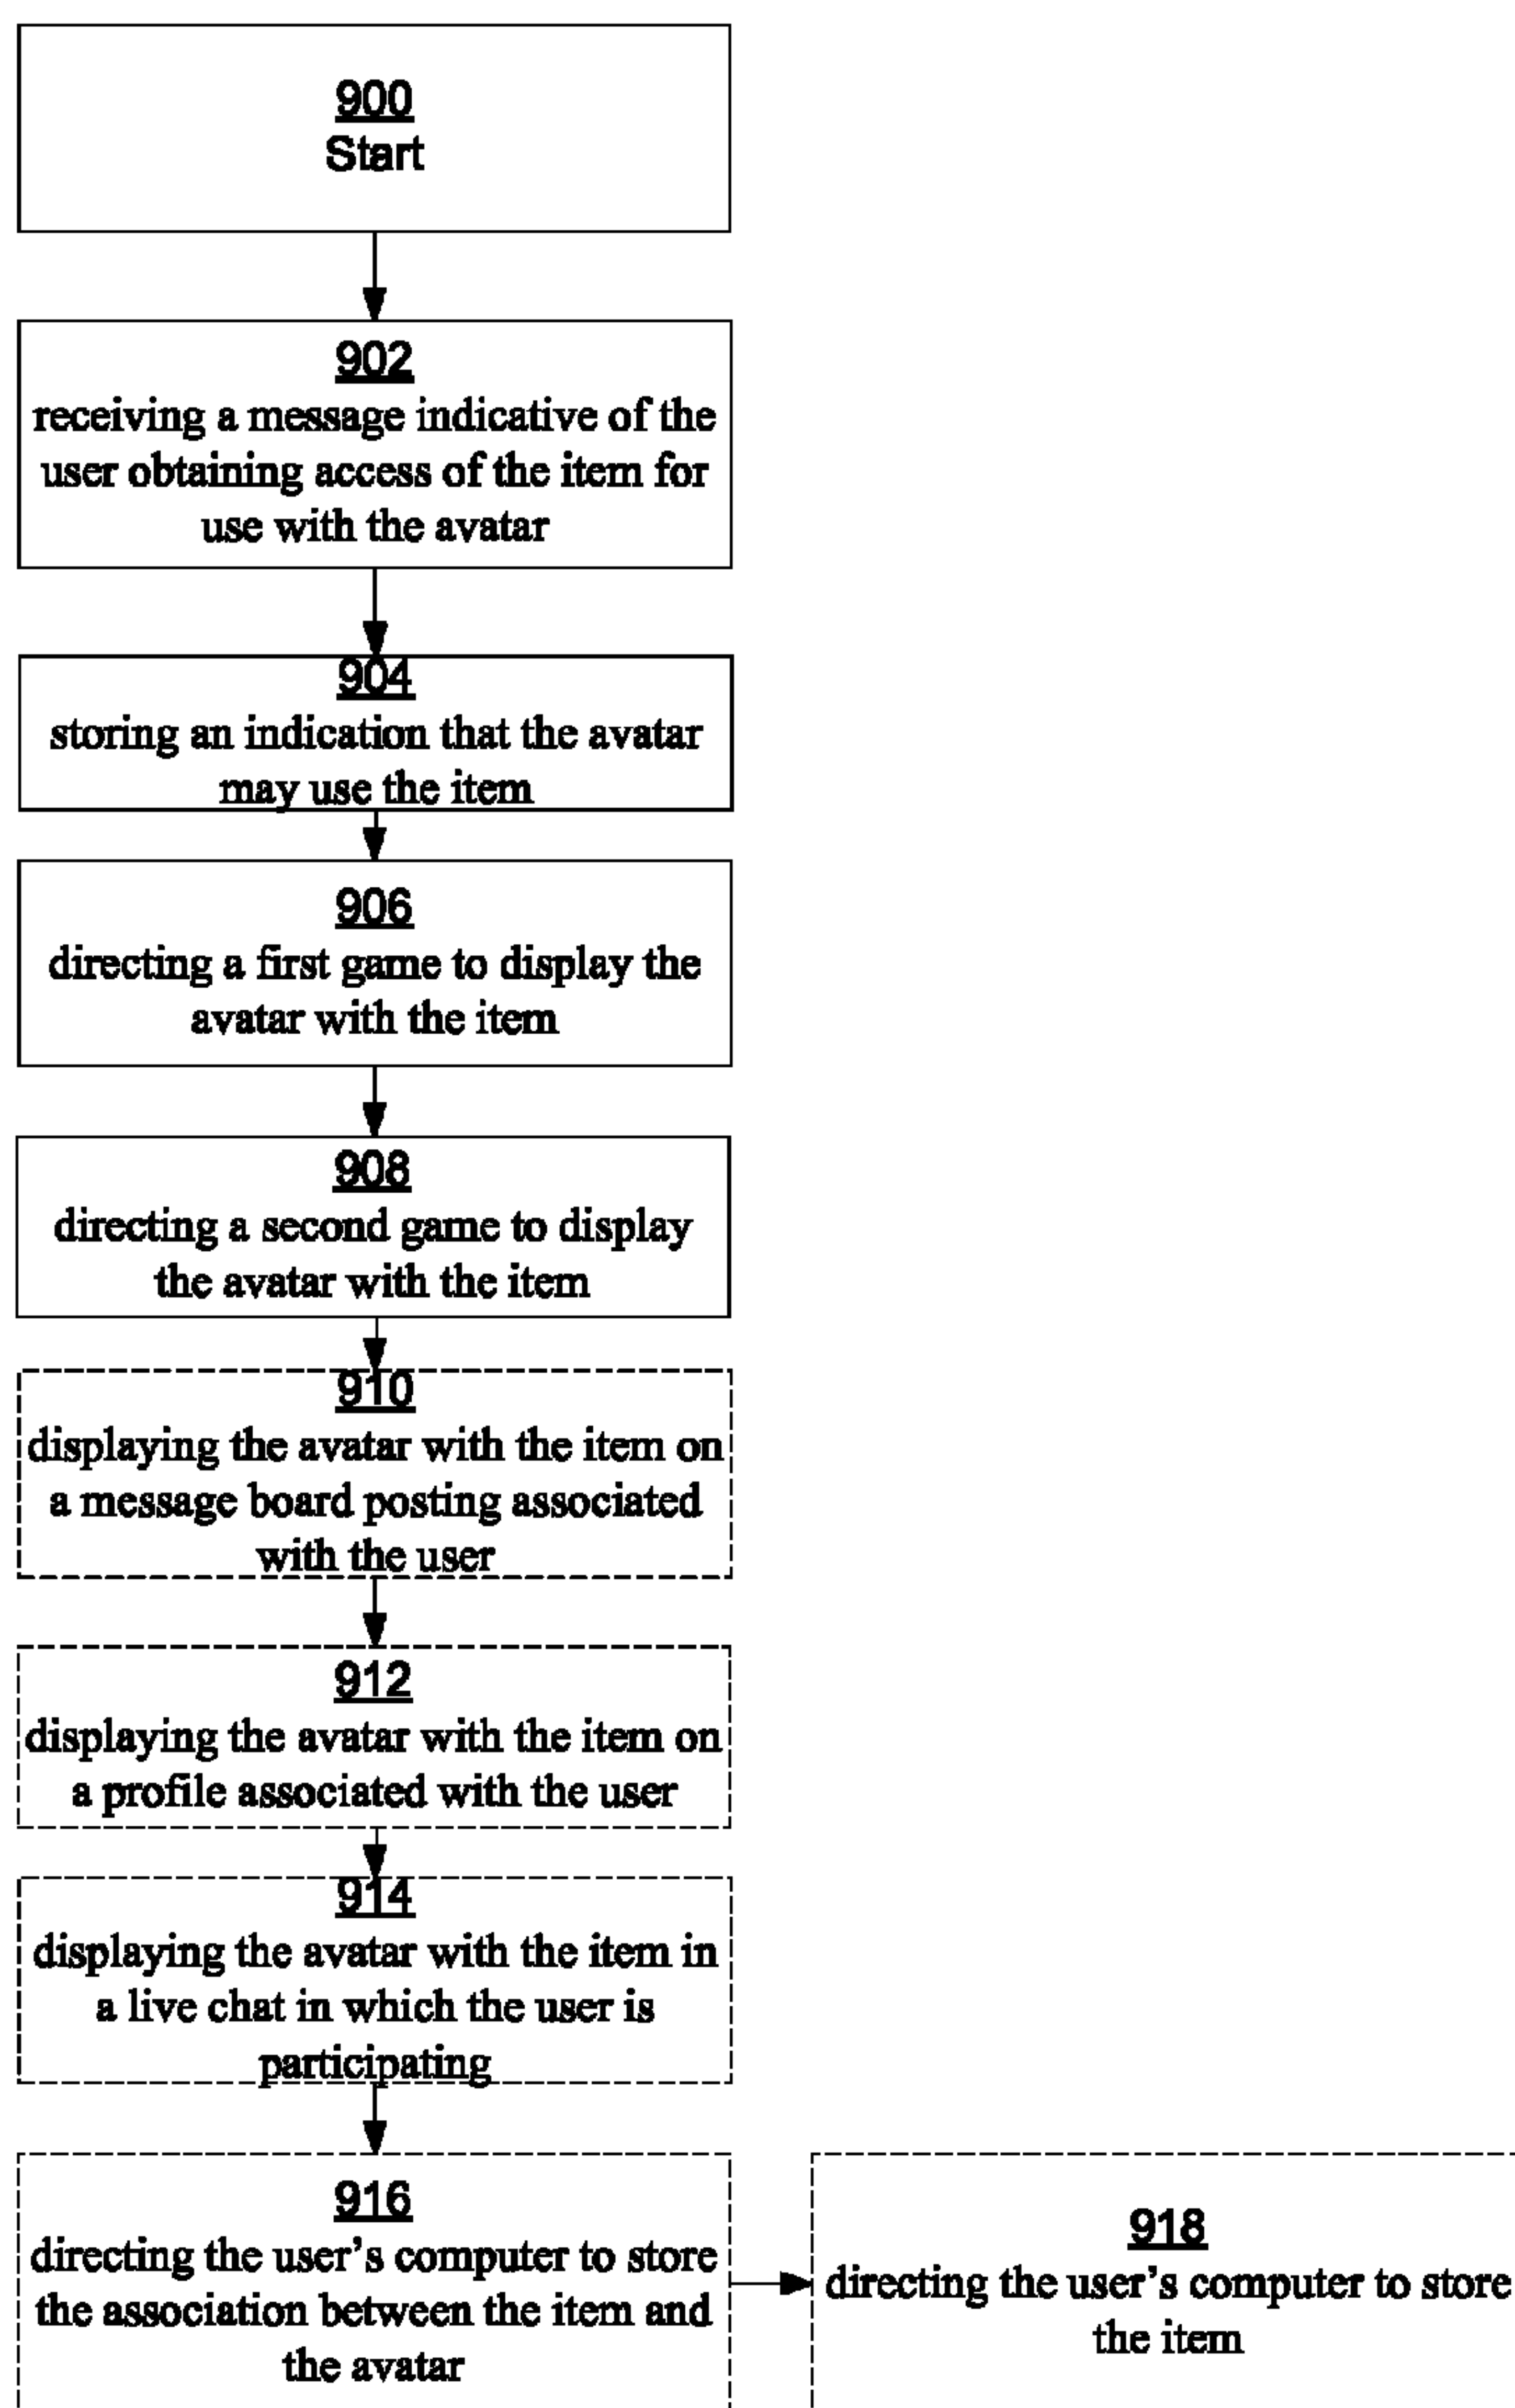 900
Start
902
receiving a message indicative of the
user obtaining access of the item for
use with the avatar
904
storing an indication that the avatar
may use the item
906
directing a first game to display the
avatar with the item
908
directing a second game to display
the avatar with the item
910
displaying the avatar with the item on
a message board posting associated
with the user
912
displaying the avatar with the item on
a profile associated with the user
914
displaying the avatar with the item in
a live chat in which the user is
participating
916
directing the user’s computer to store
the association between the item and
the avatar
918
directing the user’s computer to store
the item